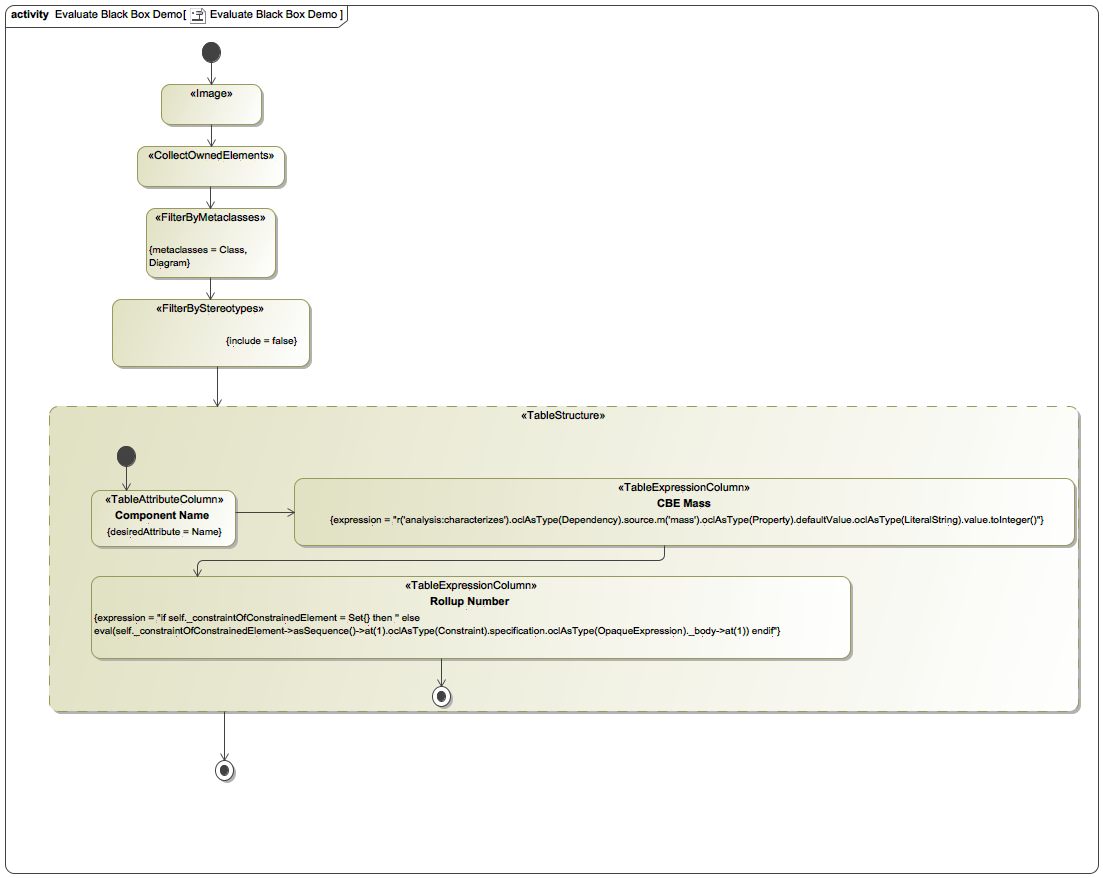 activity Evaluate Black Box Demo[ Evaluate Black Box Demo ]
«Image»
«CollectOwnedElements»
«FilterByMetaclasses»
{metaclasses = Class,
Diagram}
«FilterByStereotypes»
{include = false}
«TableStructure»
«TableAttributeColumn»
Component Name
{desiredAttribute = Name}
«TableExpressionColumn»
CBE Mass
{expression = "r('analysis:characterizes').oclAsType(Dependency).source.m('mass').oclAsType(Property).defaultValue.oclAsType(LiteralString).value.toInteger()"}
«TableExpressionColumn»
Rollup Number
{expression = "if self._constraintOfConstrainedElement = Set{} then '' else
eval(self._constraintOfConstrainedElement->asSequence()->at(1).oclAsType(Constraint).specification.oclAsType(OpaqueExpression)._body->at(1)) endif"}